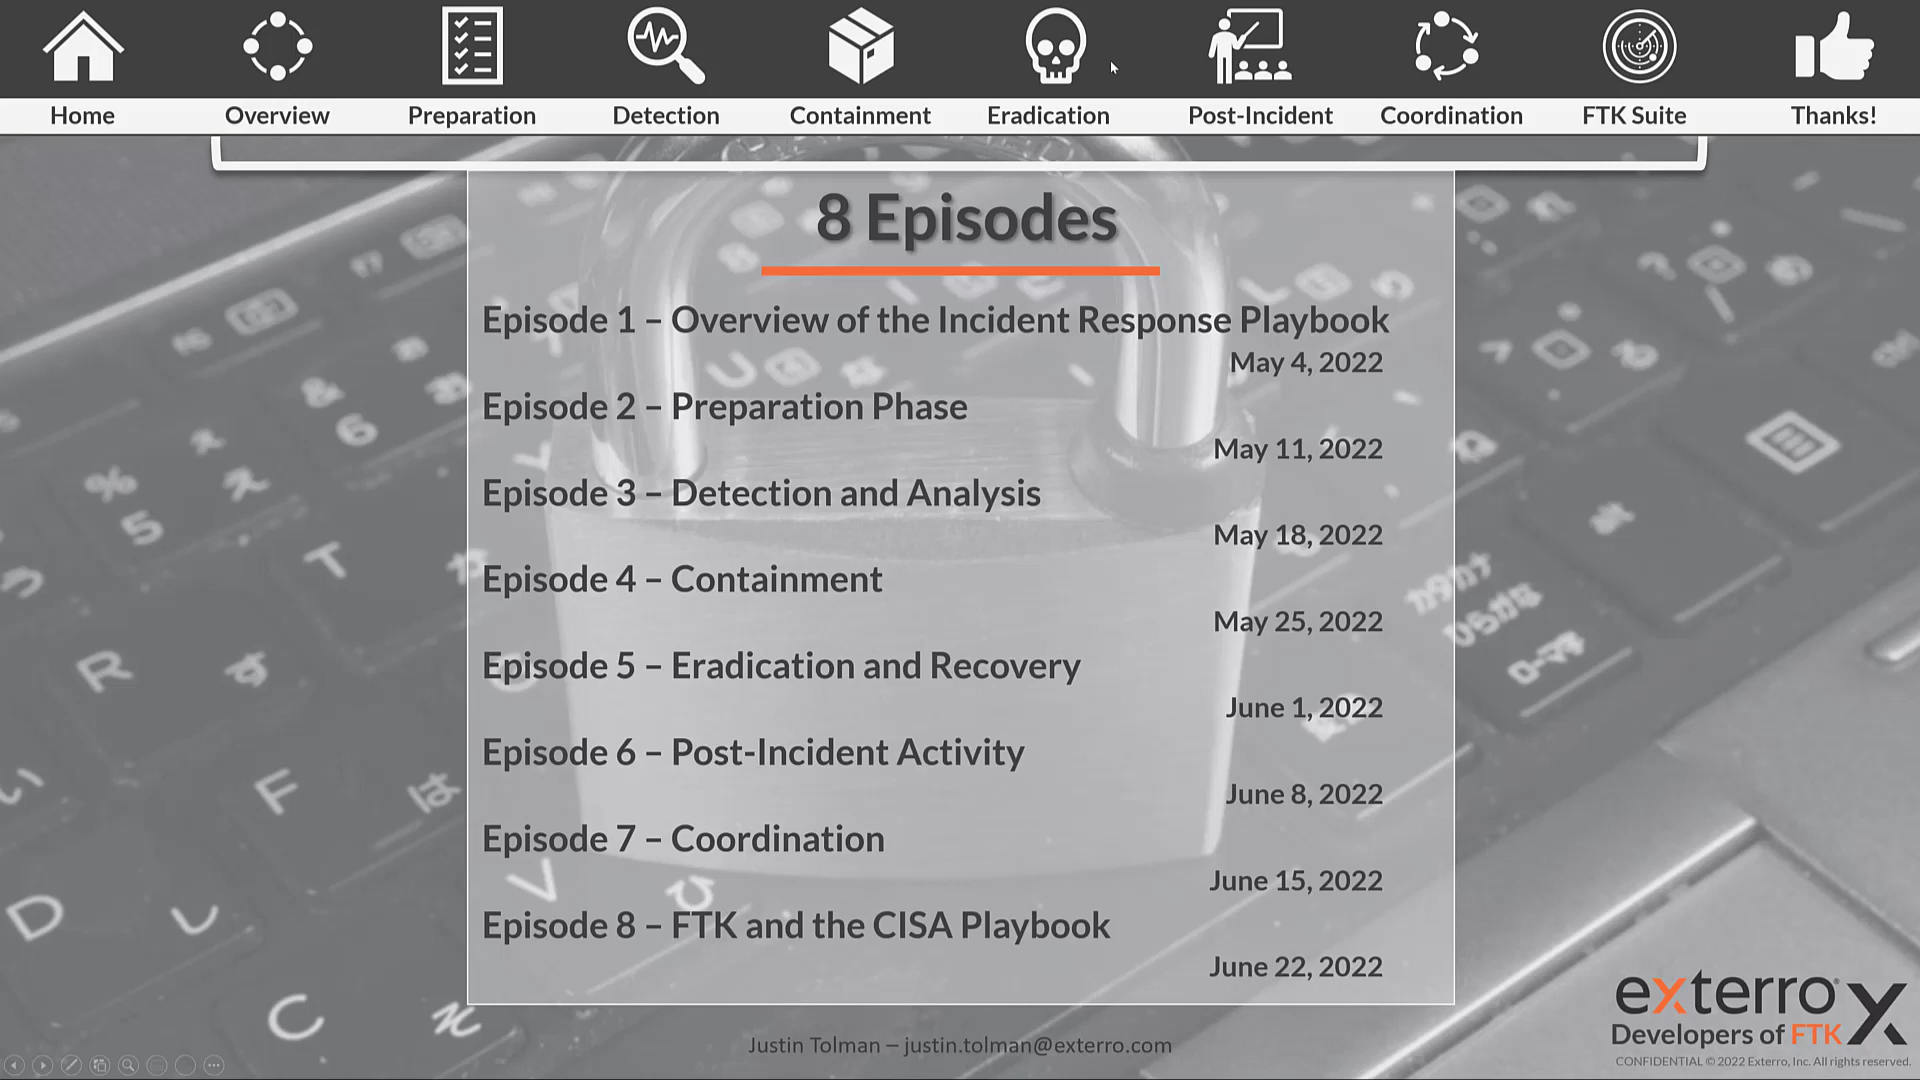 Home Overview Preparation Detection Containment Eradication Post-Incident Coordination FTK Suite Thanks!
8 Episodes
Episode 1 – Overview of the Incident Response Playbook
May 4, 2022
Episode 2 – Preparation Phase
May 11, 2022
Episode 3 – Detection and Analysis
May 18, 2022
Episode 4 – Containment
May 25, 2022
Episode 5 – Eradication and Recovery
June 1, 2022
Episode 6 – Post-Incident Activity
June 8, 2022
Episode 7 – Coordination
June 15, 2022
Episode 8 – FTK and the CISA Playbook
June 22, 2022
Justin Tolman – justin.tolman@exterro.com
exterro® X
Developers of FTK
CONFIDENTIAL © 2022 Exterro, Inc. All rights reserved.
&
6
%
5
T
R
す
F
は
D
C
V